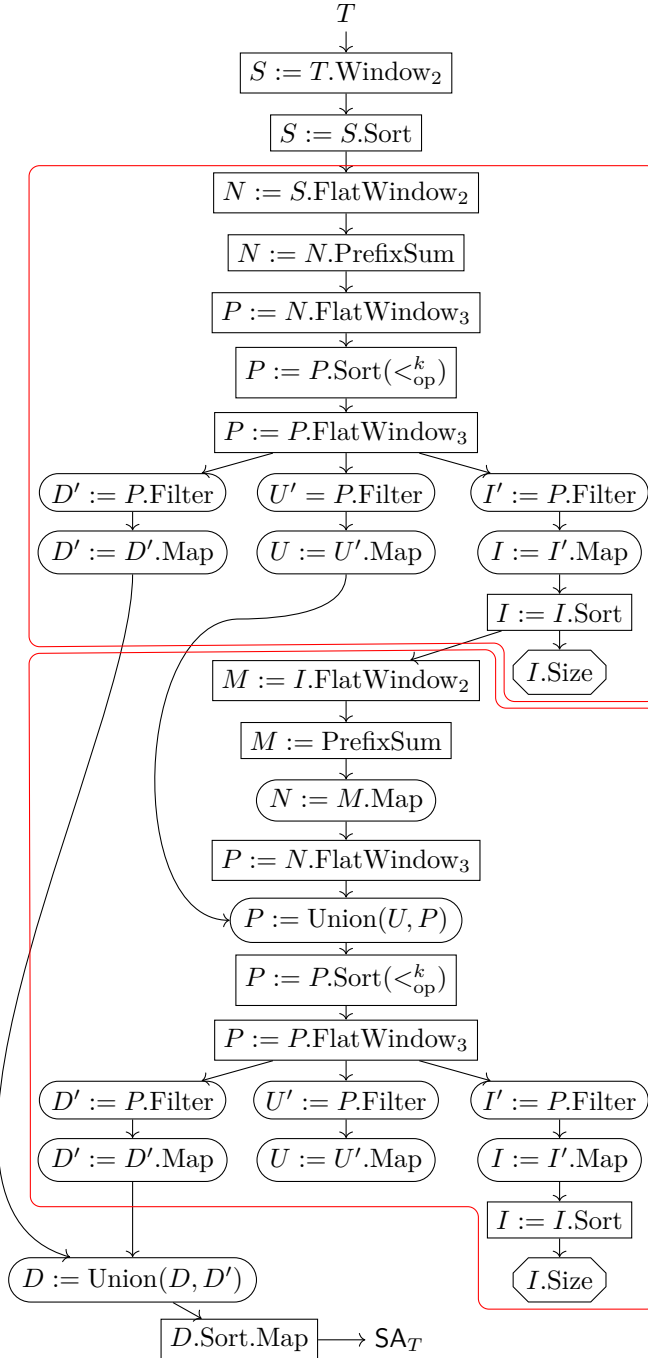 T
S := T.Window₂
S := S.Sort
N := S.FlatWindow₂
N := N.PrefixSum
P := N.FlatWindow₃
P := P.Sort(<ᵏₒₚ)
P := P.FlatWindow₃
D′ := P.Filter
U′ = P.Filter
I′ := P.Filter
D′ := D′.Map
U := U′.Map
I := I′.Map
I := I.Sort
I.Size
M := I.FlatWindow₂
M := PrefixSum
N := M.Map
P := N.FlatWindow₃
P := Union(U, P)
P := P.Sort(<ᵏₒₚ)
P := P.FlatWindow₃
D′ := P.Filter
U′ := P.Filter
I′ := P.Filter
D′ := D′.Map
U := U′.Map
I := I′.Map
I := I.Sort
D := Union(D, D′)
I.Size
D.Sort.Map
SA_T